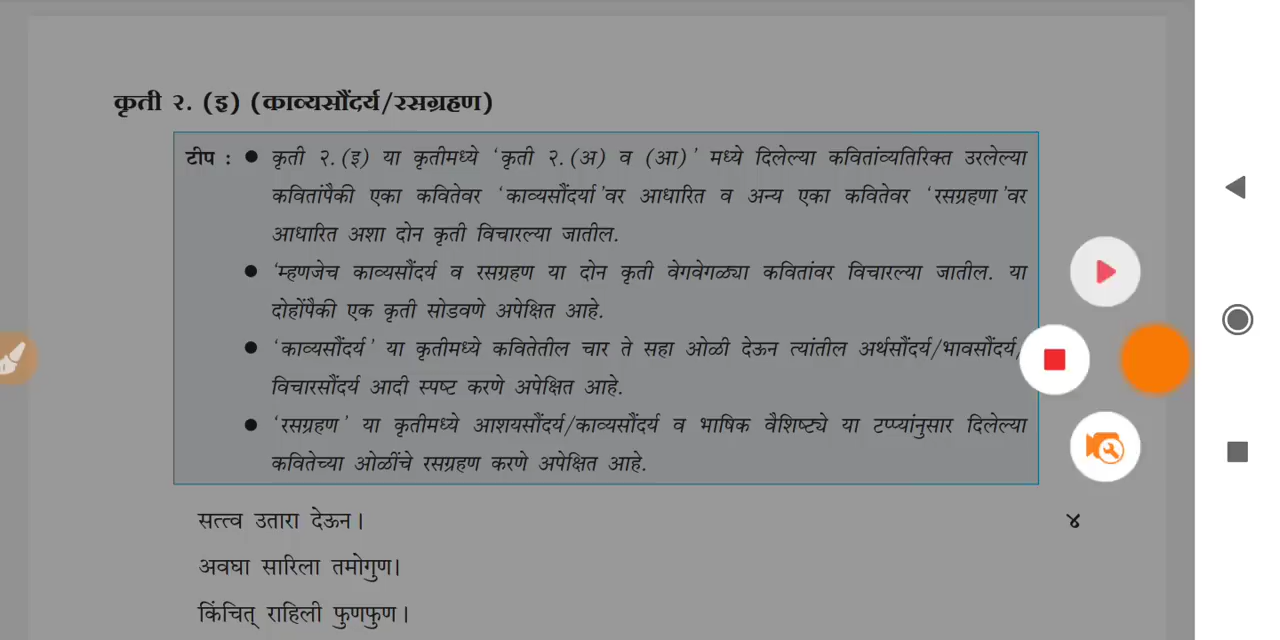 कृती २. (इ) (काव्यसौंदर्य/रसग्रहण)
टीप : ● कृती २.(इ) या कृतीमध्ये ‘कृती २.(अ) व (आ)’ मध्ये दिलेल्या कवितांव्यतिरिक्त उरलेल्या
कवितांपैकी एका कवितेवर ‘काव्यसौंदर्या’वर आधारित व अन्य एका कवितेवर ‘रसग्रहणा’वर
आधारित अशा दोन कृती विचारल्या जातील.
● ‘म्हणजेच काव्यसौंदर्य व रसग्रहण या दोन कृती वेगवेगळ्या कवितांवर विचारल्या जातील. या
दोहोंपैकी एक कृती सोडवणे अपेक्षित आहे.
● ‘काव्यसौंदर्य’ या कृतीमध्ये कवितेतील चार ते सहा ओळी देऊन त्यांतील अर्थसौंदर्य/भावसौंदर्य/
विचारसौंदर्य आदी स्पष्ट करणे अपेक्षित आहे.
● ‘रसग्रहण’ या कृतीमध्ये आशयसौंदर्य/काव्यसौंदर्य व भाषिक वैशिष्ट्ये या टप्प्यांनुसार दिलेल्या
कवितेच्या ओळींचे रसग्रहण करणे अपेक्षित आहे.
सत्त्व उतारा देऊन। ४
अवघा सारिला तमोगुण।
किंचित् राहिली फुणफुण।